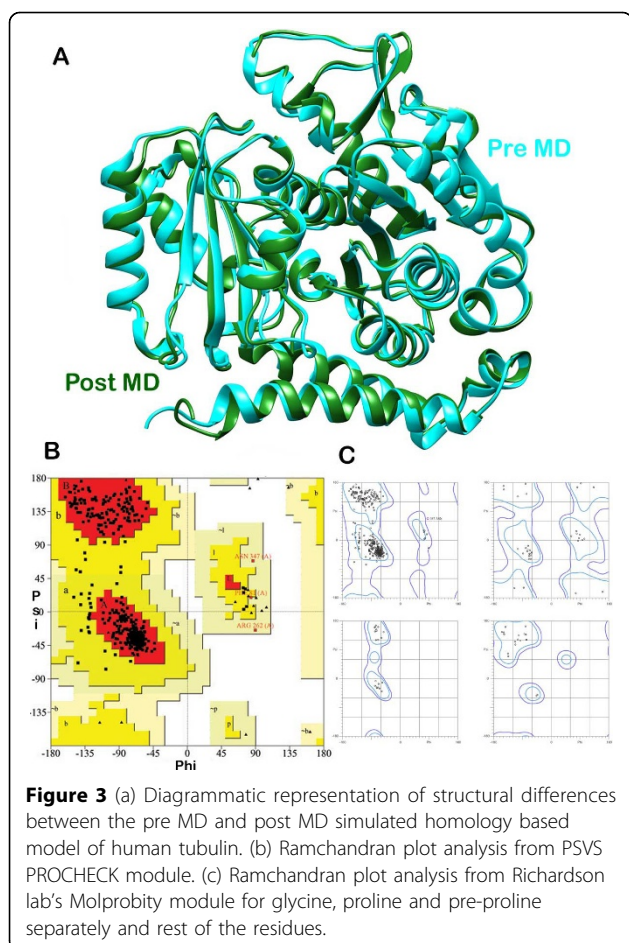 A
Pre MD
Post MD
B
C
180
135
90
45
0
-45
-90
-135
Psi
B
b
a
A
~b
~a
l
~l
p
~p
b
~b
b
ARG 262 (A)
-180 -135 -90 -45 0 45 90 135 180
Phi
Figure 3 (a) Diagrammatic representation of structural differences
between the pre MD and post MD simulated homology based
model of human tubulin. (b) Ramchandran plot analysis from PSVS
PROCHECK module. (c) Ramchandran plot analysis from Richardson
lab's Molprobity module for glycine, proline and pre-proline
separately and rest of the residues.